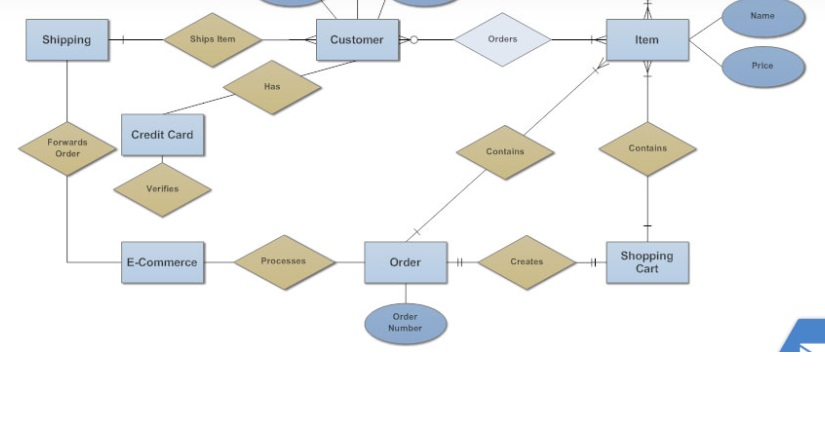 Name
Shipping
Ships Item
Customer
Orders
Item
Price
Has
Credit Card
Forwards
Order
Contains
Contains
Verifies
E-Commerce
Processes
Order
Creates
Shopping
Cart
Order
Number